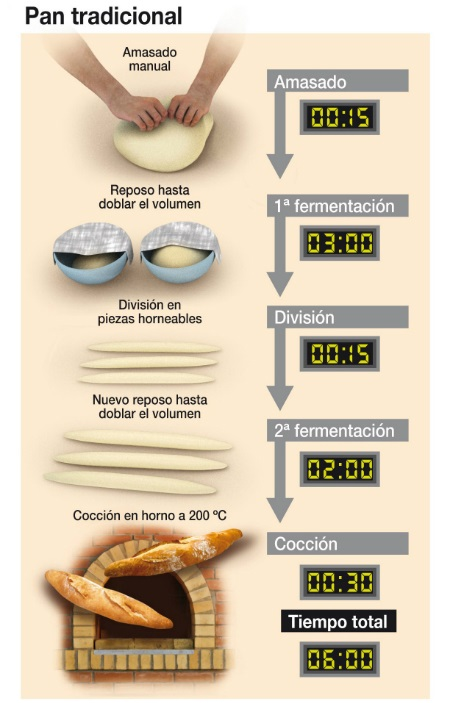 Pan tradicional
Amasado
manual
Amasado
00:15
Reposo hasta
doblar el volumen
1ª fermentación
03:00
División en
piezas horneables
División
00:15
Nuevo reposo hasta
doblar el volumen
2ª fermentación
02:00
Cocción en horno a 200 ºC
Cocción
00:30
Tiempo total
06:00